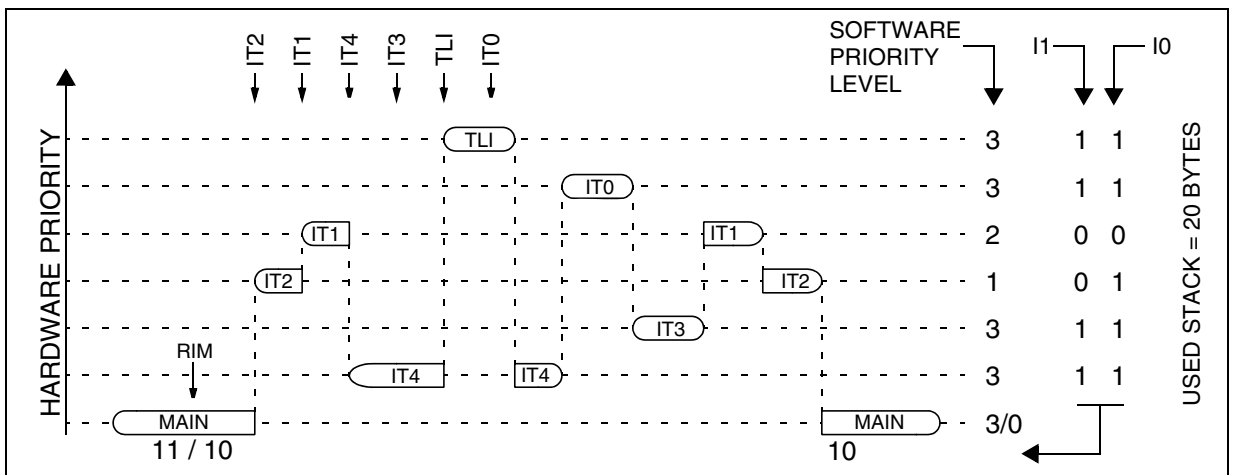 IT2 IT1 IT4 IT3 TLI IT0
SOFTWARE
PRIORITY
LEVEL
I1 I0
HARDWARE PRIORITY
USED STACK = 20 BYTES
TLI 3 1 1
IT0 3 1 1
IT1 IT1 2 0 0
IT2 IT2 1 0 1
IT3 3 1 1
RIM
IT4 IT4 3 1 1
MAIN MAIN 3/0
11 / 10 10